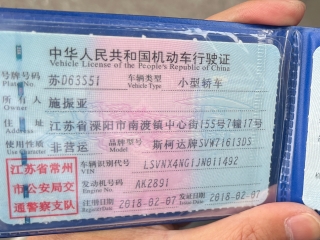 中华人民共和国机动车行驶证
Vehicle License of the People's Republic of China
号牌号码 苏D63S51 车辆类型 小型轿车
Plate No. Vehicle Type
所有人 施振亚
Owner
住址 江苏省溧阳市南渡镇中心街155号7幢17号
Address
使用性质 非营运 品牌型号 斯柯达牌SVW71613DS
Use Character Model
江苏省常州 车辆识别代号 LSVNX4NG1JN011492
VIN
市公安局交 发动机号码 AK2891
Engine No.
通警察支队 注册日期 2018-02-07 发证日期 2018-02-07